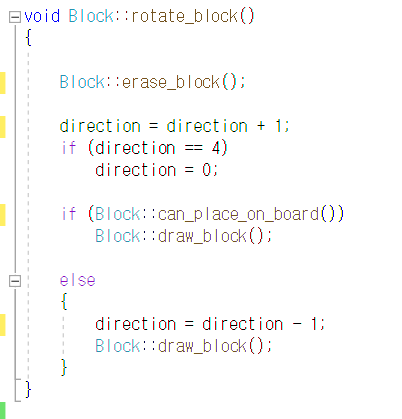 void Block::rotate_block()
{
Block::erase_block();
direction = direction + 1;
if (direction == 4)
direction = 0;
if (Block::can_place_on_board())
Block::draw_block();
else
{
direction = direction - 1;
Block::draw_block();
}
}